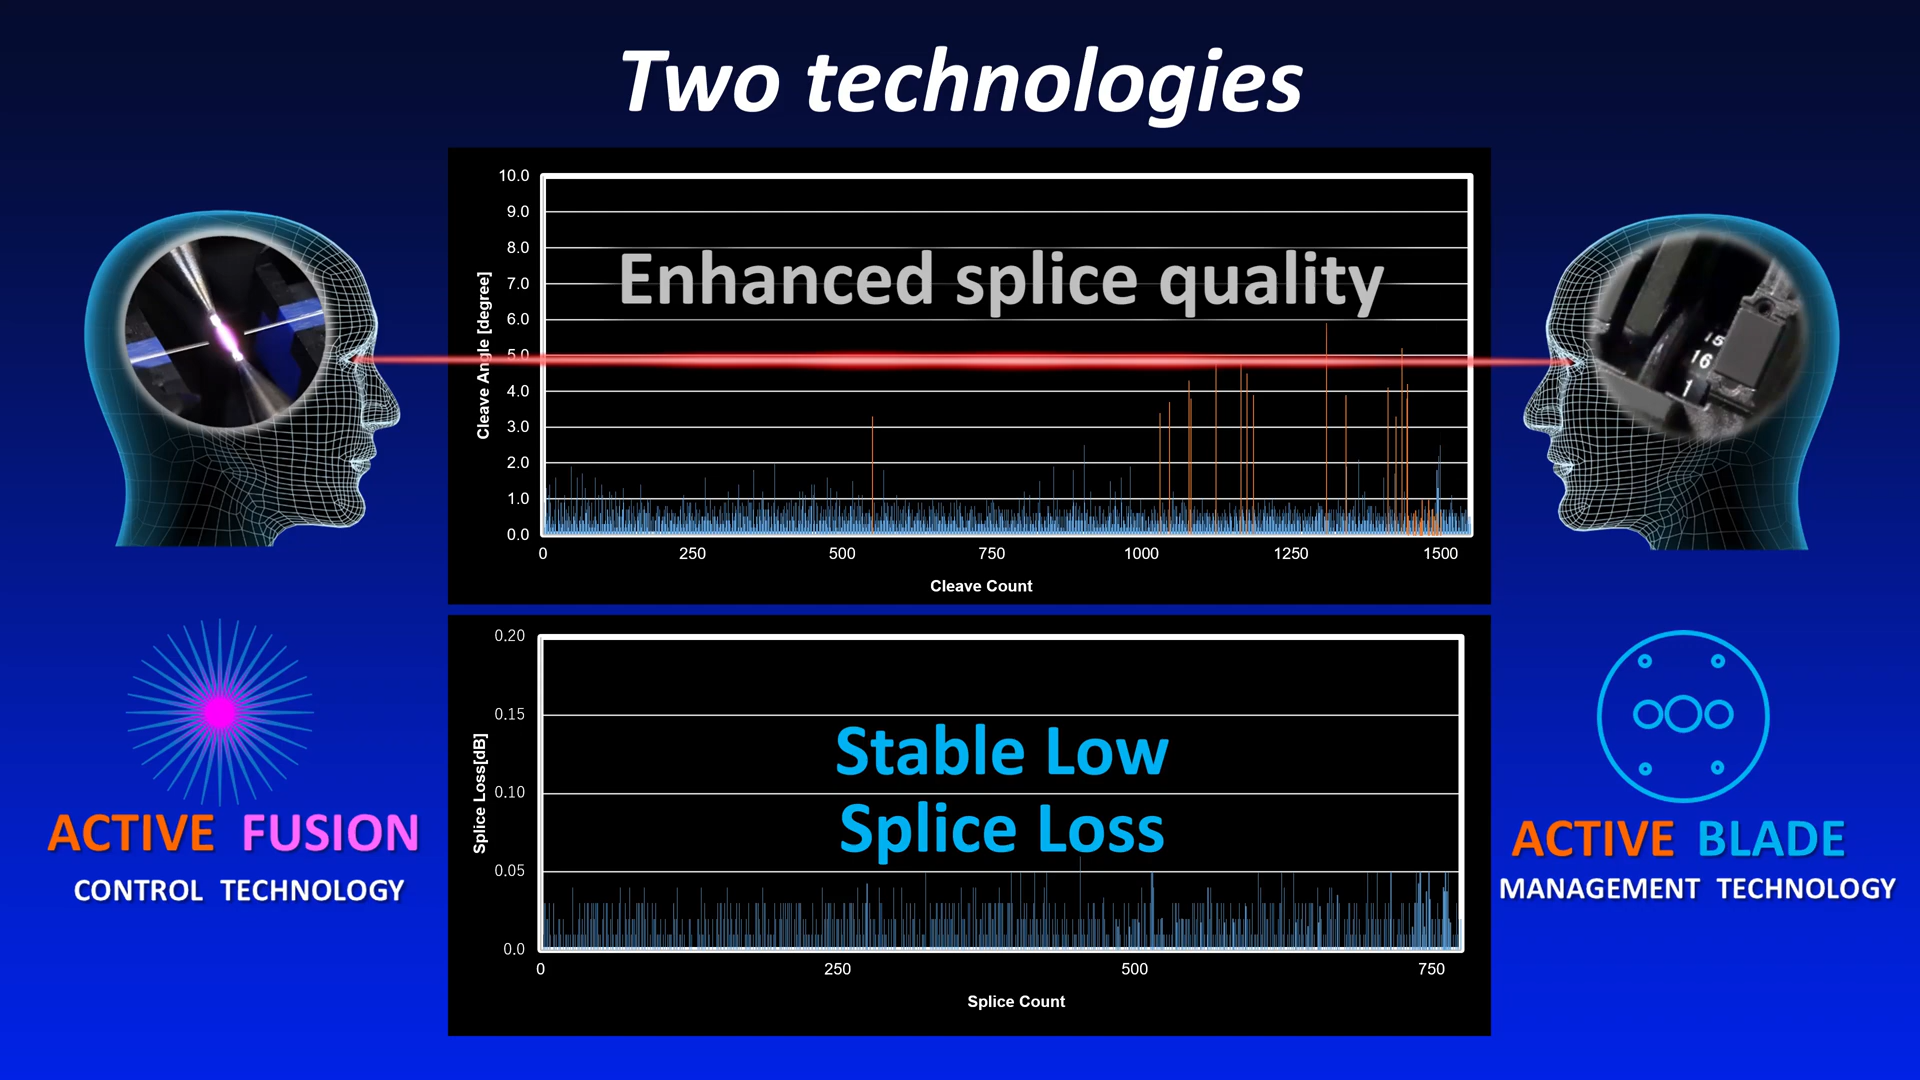 Two technologies
10.0
9.0
8.0
7.0
6.0
5.0
4.0
3.0
2.0
1.0
0.0
Cleave Angle [degree]
Enhanced splice quality
0 250 500 750 1000 1250 1500
Cleave Count
15
16
1
0.20
0.15
0.10
0.05
0.0
Splice Loss[dB]
Stable Low
Splice Loss
0 250 500 750
Splice Count
ACTIVE FUSION
CONTROL TECHNOLOGY
ACTIVE BLADE
MANAGEMENT TECHNOLOGY